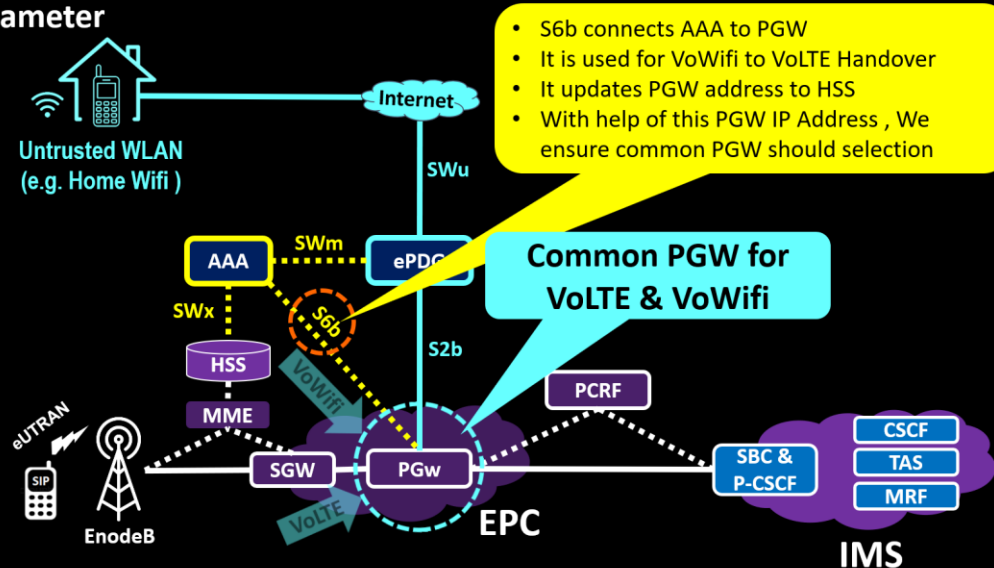 ameter
• S6b connects AAA to PGW
• It is used for VoWifi to VoLTE Handover
• It updates PGW address to HSS
• With help of this PGW IP Address , We
ensure common PGW should selection
Internet
Untrusted WLAN
(e.g. Home Wifi )
SWu
SWm
AAA
ePDG
Common PGW for
VoLTE & VoWifi
SWx
S6b
S2b
HSS
VoWifi
PCRF
MME
eUTRAN
CSCF
SGW
PGw
SBC &
P-CSCF
TAS
SIP
MRF
VoLTE
EPC
EnodeB
IMS